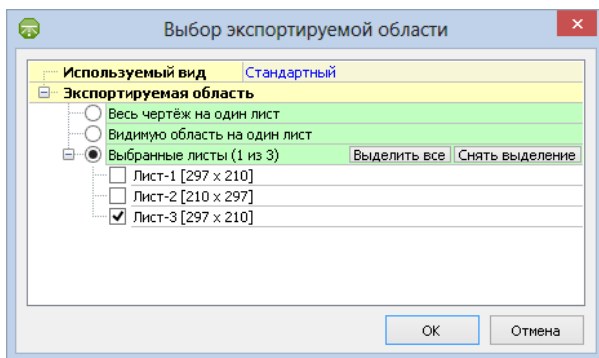 Выбор экспортируемой области
Используемый вид Стандартный
Экспортируемая область
Весь чертёж на один лист
Видимую область на один лист
Выбранные листы (1 из 3) Выделить все Снять выделение
Лист-1 [297 x 210]
Лист-2 [210 x 297]
Лист-3 [297 x 210]
ОК Отмена